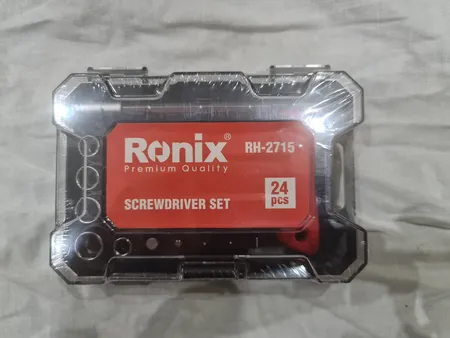 Ronix®
RH-2715
Premium Quality
SCREWDRIVER SET
24
pcs